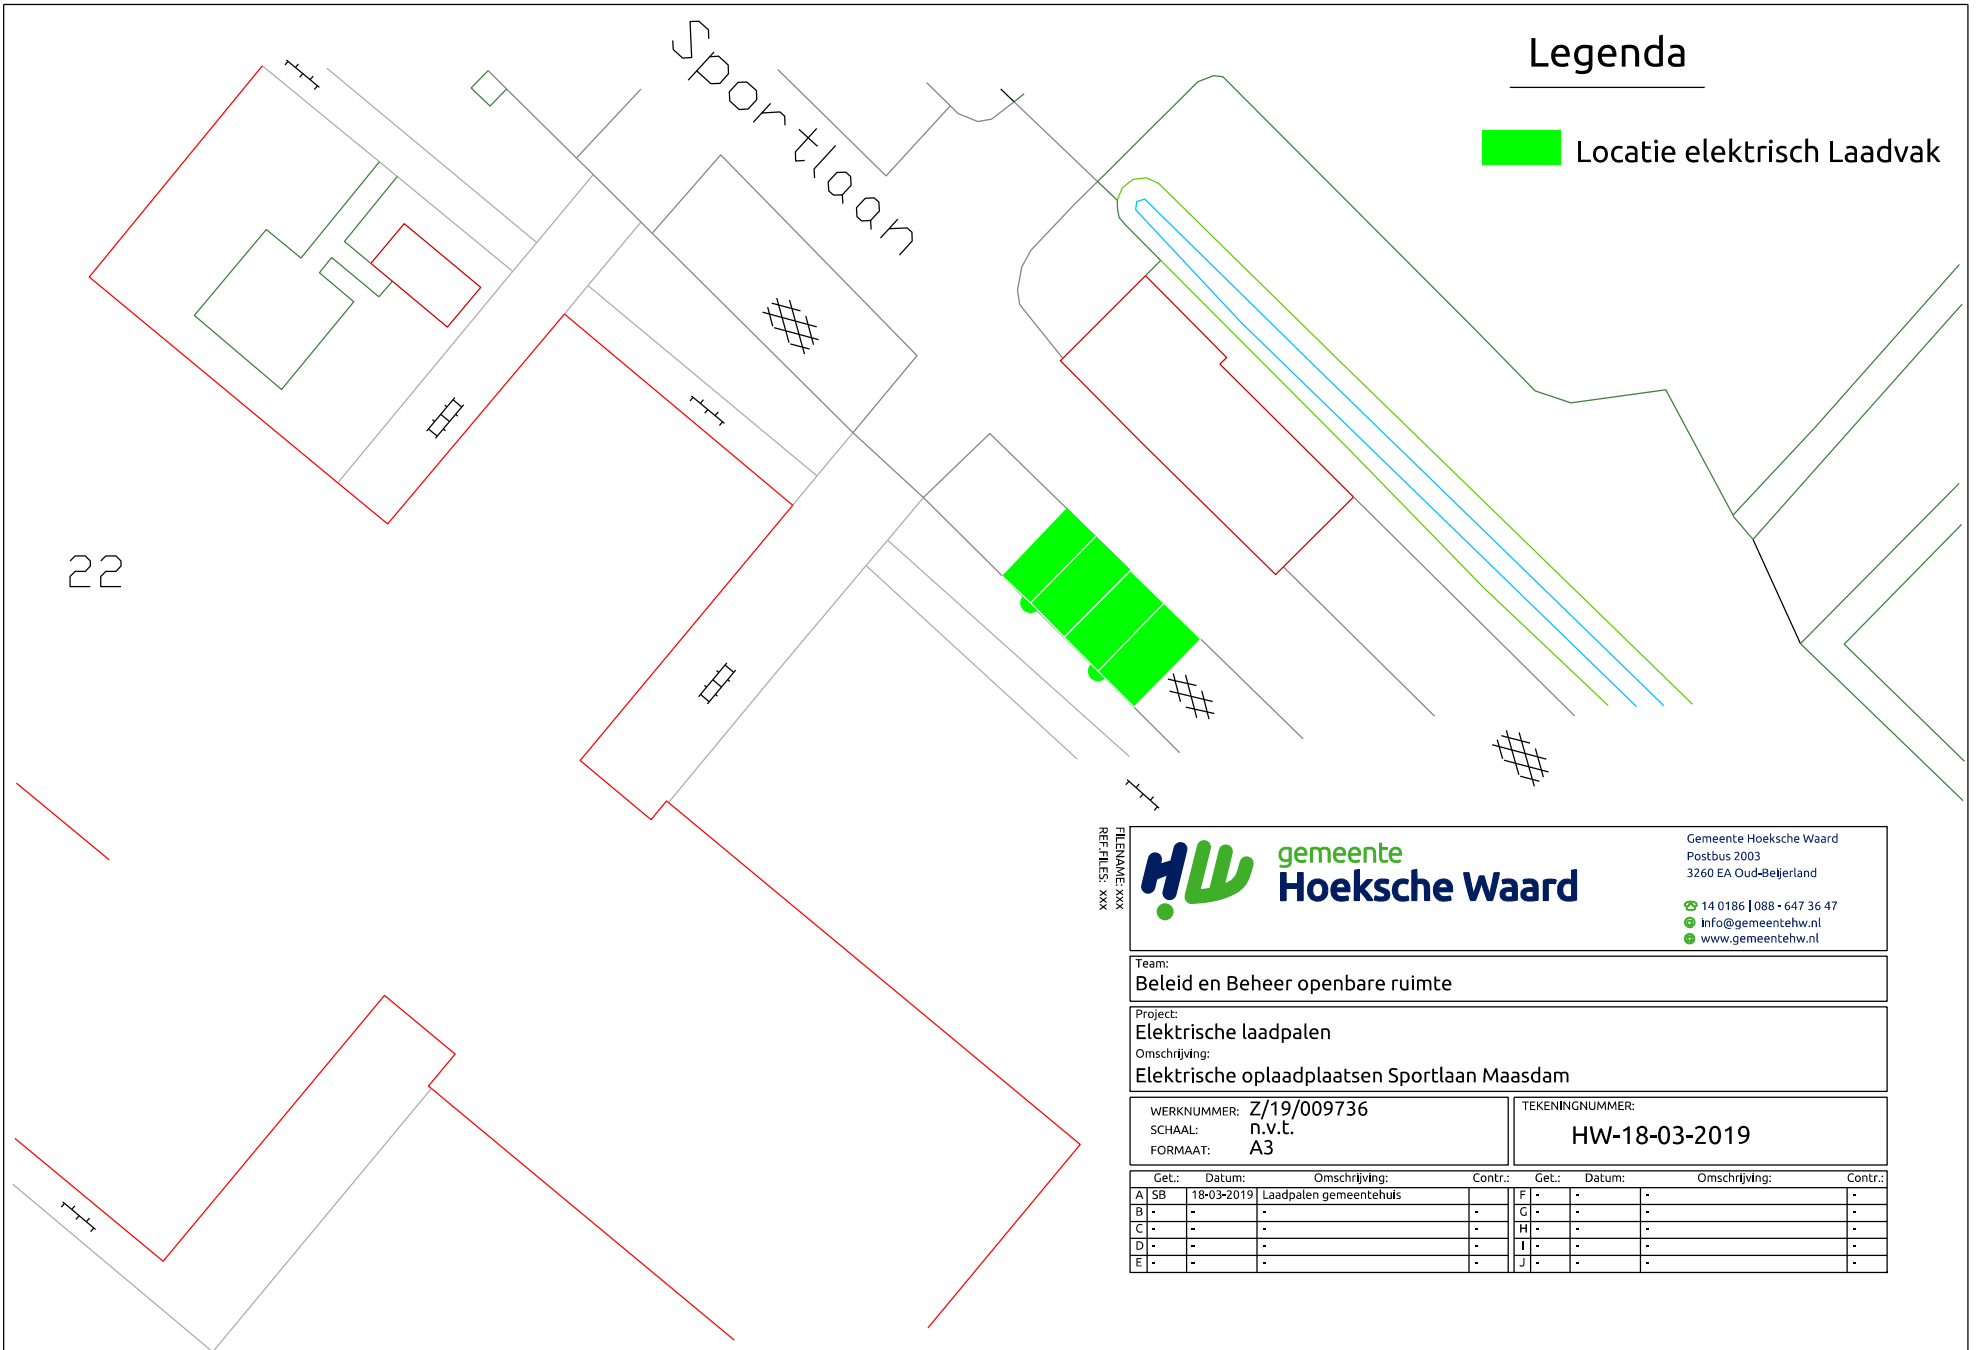 Sportlaan
Legenda
Locatie elektrisch Laadvak
22
FILENAME: xxx
REF.FILES: xxx
gemeente
Hoeksche Waard
Gemeente Hoeksche Waard
Postbus 2003
3260 EA Oud-Beijerland
14 0186 | 088 - 647 36 47
info@gemeentehw.nl
www.gemeentehw.nl
Team:
Beleid en Beheer openbare ruimte
Project:
Elektrische laadpalen
Omschrijving:
Elektrische oplaadplaatsen Sportlaan Maasdam
WERKNUMMER: Z/19/009736
SCHAAL: n.v.t.
FORMAAT: A3
TEKENINGNUMMER:
HW-18-03-2019
Get.: Datum: Omschrijving: Contr.: Get.: Datum: Omschrijving: Contr.:
A SB 18-03-2019 Laadpalen gemeentehuis F - - - -
B - - - - G - - - -
C - - - - H - - - -
D - - - - I - - - -
E - - - - J - - - -